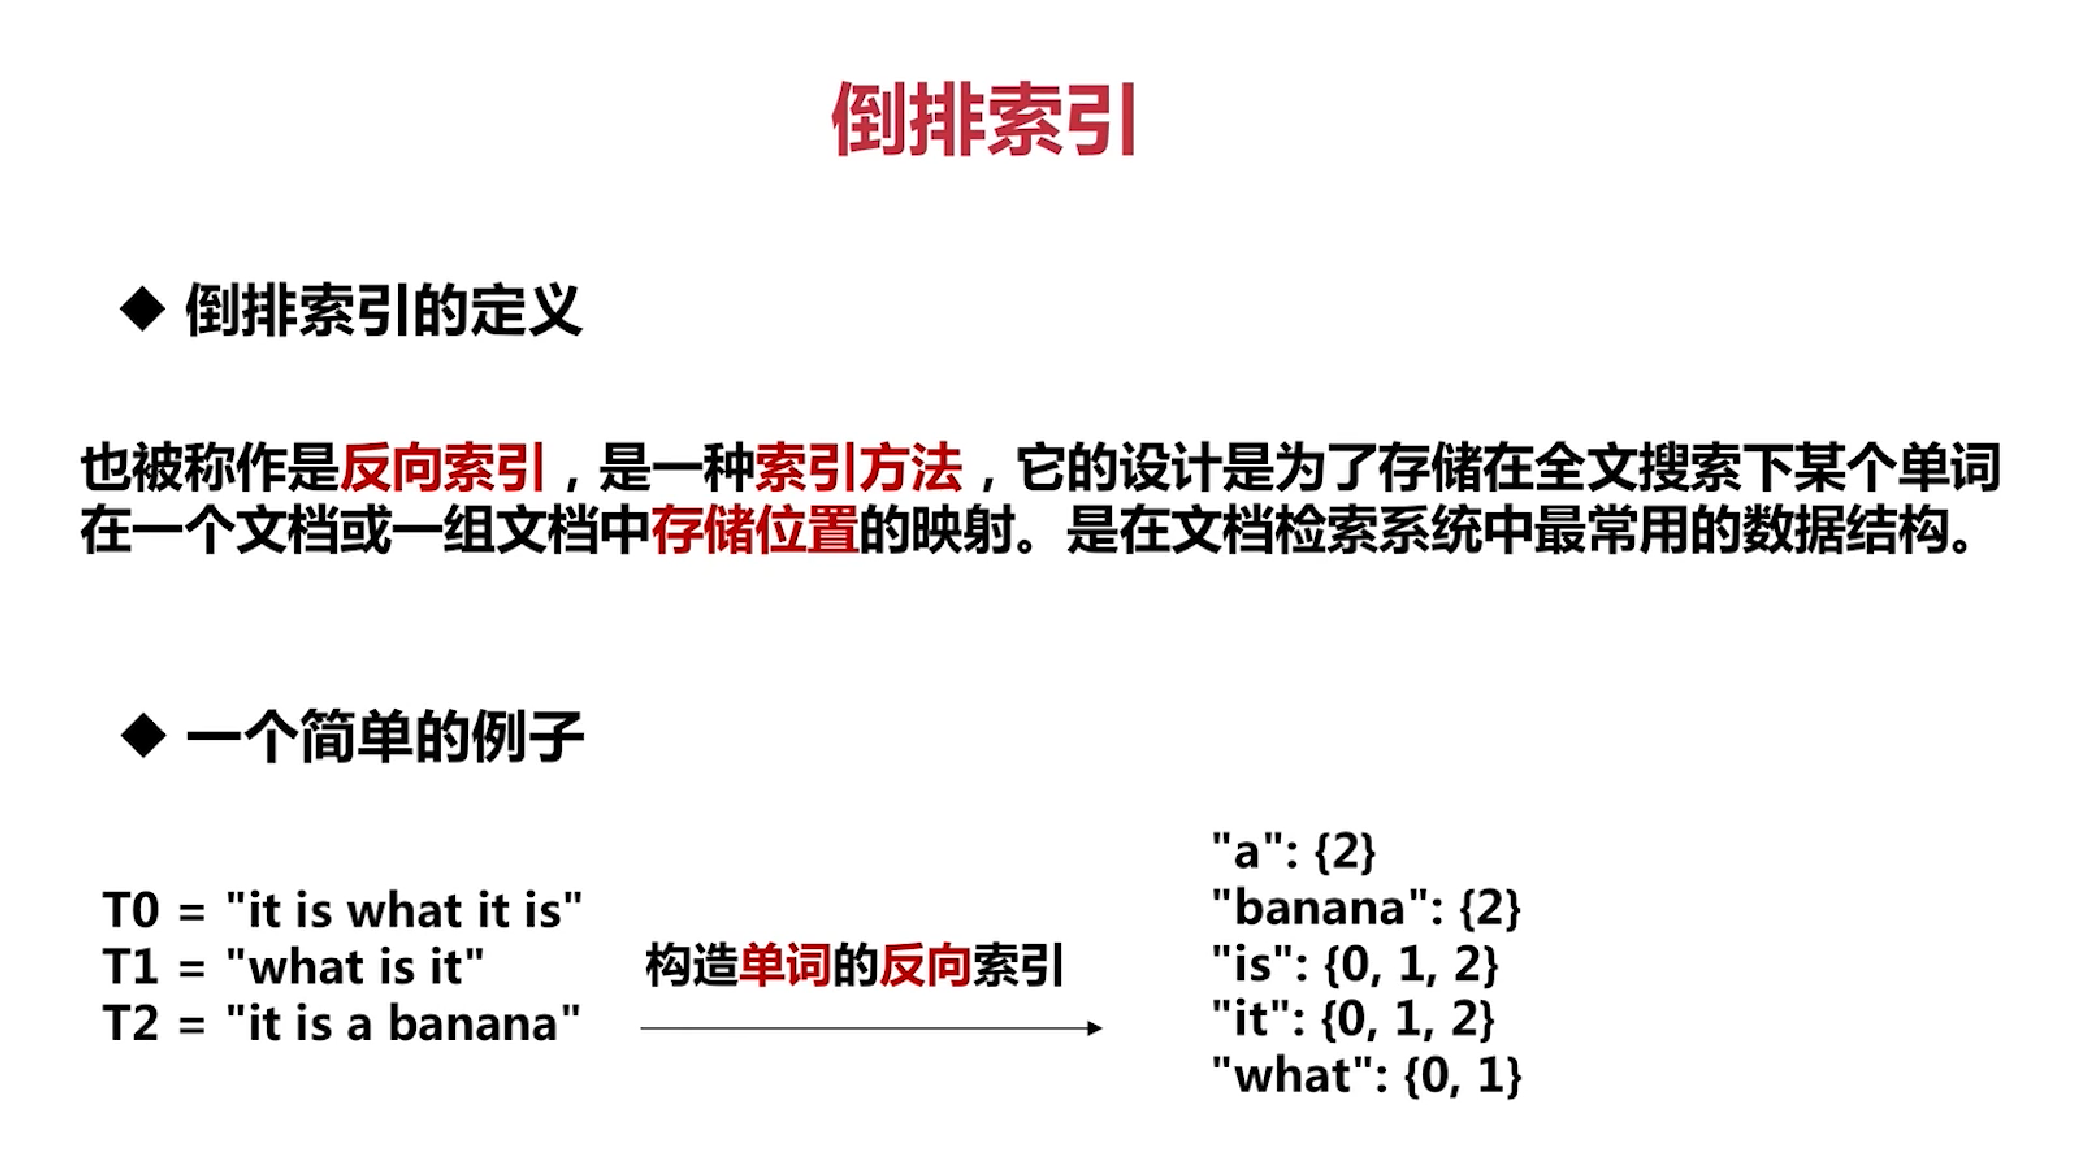 倒排索引
◆ 倒排索引的定义
也被称作是反向索引，是一种索引方法，它的设计是为了存储在全文搜索下某个单词
在一个文档或一组文档中存储位置的映射。是在文档检索系统中最常用的数据结构。
◆ 一个简单的例子
T0 = "it is what it is"
T1 = "what is it"
T2 = "it is a banana"
构造单词的反向索引
"a": {2}
"banana": {2}
"is": {0, 1, 2}
"it": {0, 1, 2}
"what": {0, 1}